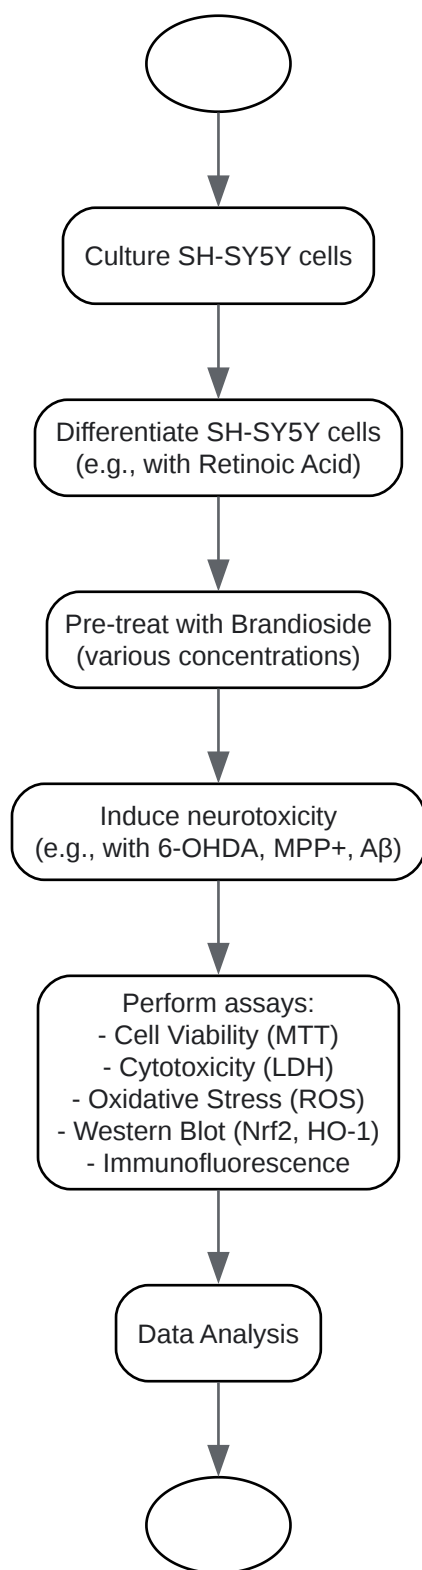 Culture SH-SY5Y cells
Differentiate SH-SY5Y cells
(e.g., with Retinoic Acid)
Pre-treat with Brandioside
(various concentrations)
Induce neurotoxicity
(e.g., with 6-OHDA, MPP+, Aβ)
Perform assays:
- Cell Viability (MTT)
- Cytotoxicity (LDH)
- Oxidative Stress (ROS)
- Western Blot (Nrf2, HO-1)
- Immunofluorescence
Data Analysis